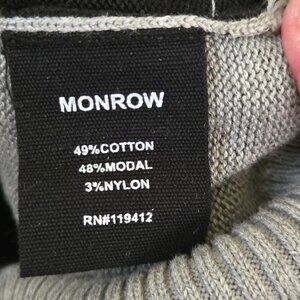 MONROW
49%COTTON
48%MODAL
3%NYLON
RN#119412